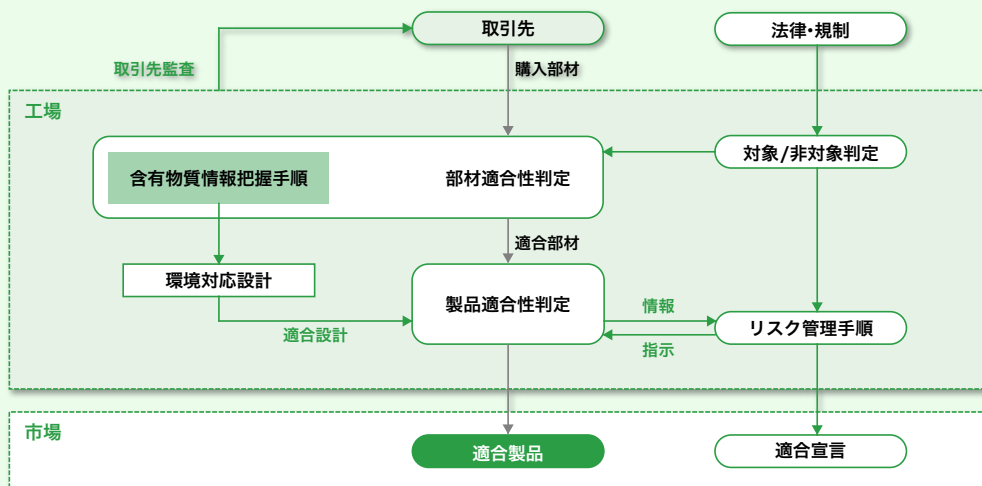 取引先
法律・規制
取引先監査
購入部材
工場
含有物質情報把握手順
部材適合性判定
対象/非対象判定
適合部材
環境対応設計
製品適合性判定
情報
適合設計
リスク管理手順
指示
市場
適合製品
適合宣言